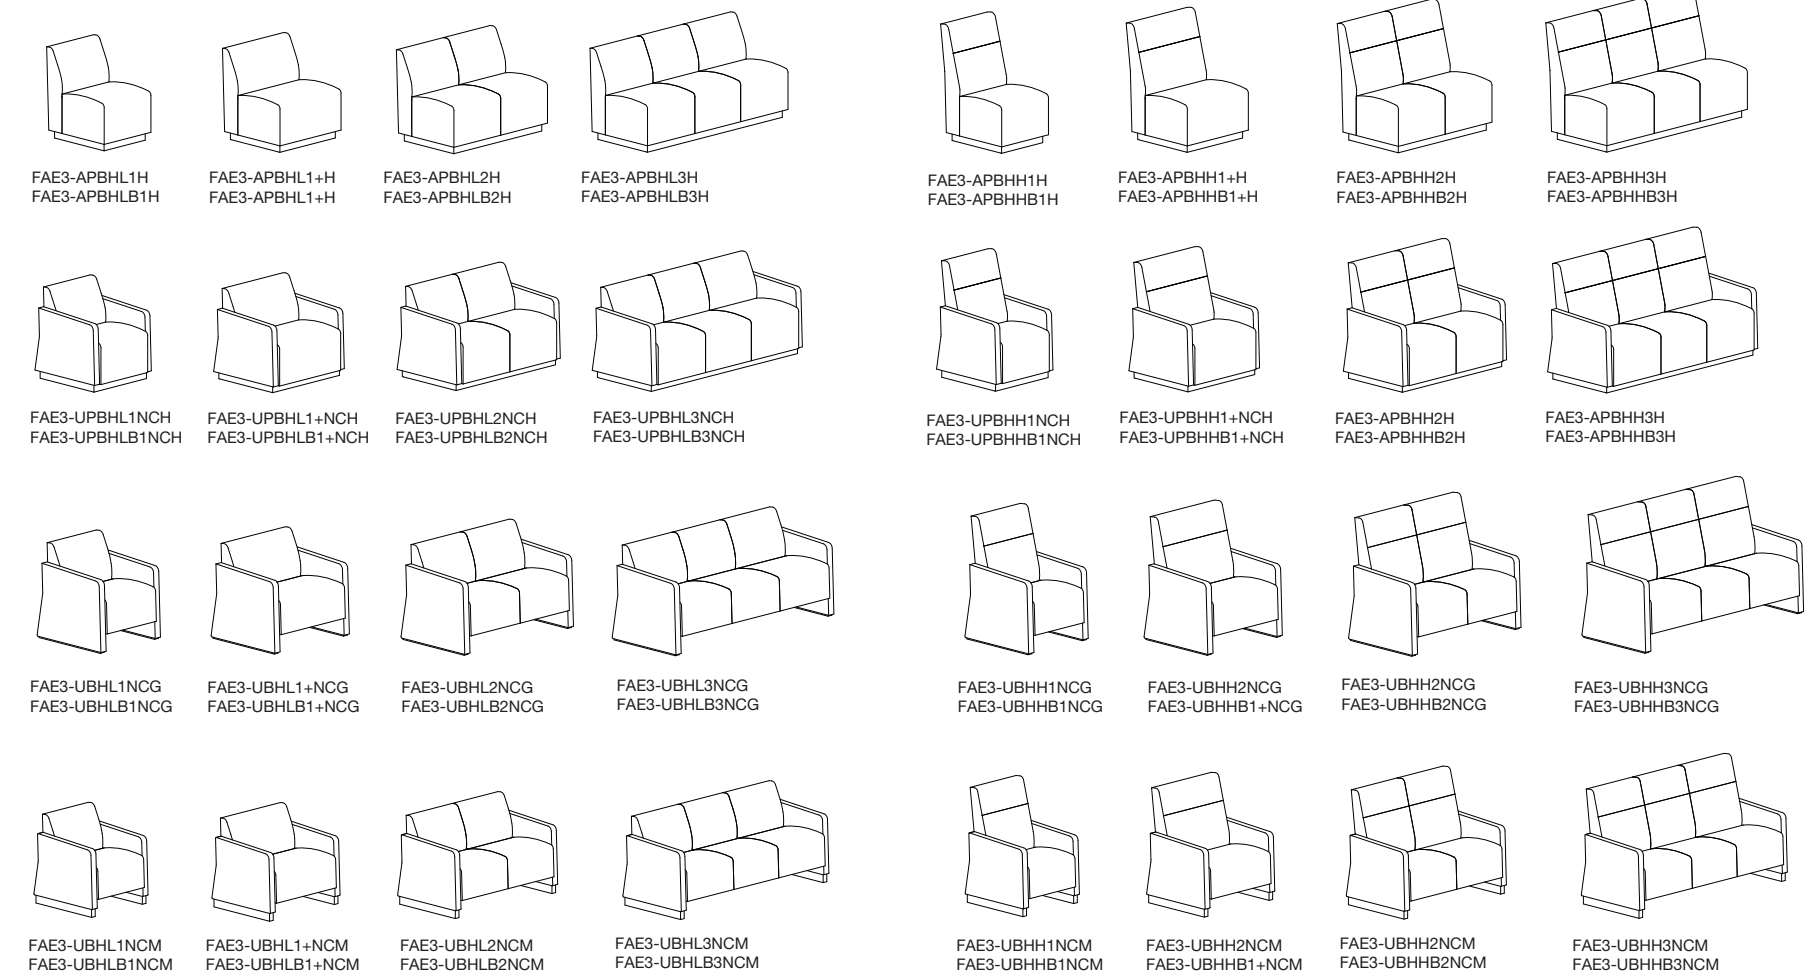 FAE3-APBHL1H
FAE3-APBHLB1H
FAE3-APBHL1+H
FAE3-APBHL1+H
FAE3-APBHL2H
FAE3-APBHLB2H
FAE3-APBHL3H
FAE3-APBHLB3H
FAE3-APBHH1H
FAE3-APBHHB1H
FAE3-APBHH1+H
FAE3-APBHHB1+H
FAE3-APBHH2H
FAE3-APBHHB2H
FAE3-APBHH3H
FAE3-APBHHB3H
FAE3-UPBHL1NCH
FAE3-UPBHLB1NCH
FAE3-UPBHL1+NCH
FAE3-UPBHLB1+NCH
FAE3-UPBHL2NCH
FAE3-UPBHLB2NCH
FAE3-UPBHL3NCH
FAE3-UPBHLB3NCH
FAE3-UPBHH1NCH
FAE3-UPBHHB1NCH
FAE3-UPBHH1+NCH
FAE3-UPBHHB1+NCH
FAE3-APBHH2H
FAE3-APBHHB2H
FAE3-APBHH3H
FAE3-APBHHB3H
FAE3-UBHL1NCG
FAE3-UBHLB1NCG
FAE3-UBHL1+NCG
FAE3-UBHLB1+NCG
FAE3-UBHL2NCG
FAE3-UBHLB2NCG
FAE3-UBHL3NCG
FAE3-UBHLB3NCG
FAE3-UBHH1NCG
FAE3-UBHHB1NCG
FAE3-UBHH2NCG
FAE3-UBHHB1+NCG
FAE3-UBHH2NCG
FAE3-UBHHB2NCG
FAE3-UBHH3NCG
FAE3-UBHHB3NCG
FAE3-UBHL1NCM
FAE3-UBHLB1NCM
FAE3-UBHL1+NCM
FAE3-UBHLB1+NCM
FAE3-UBHL2NCM
FAE3-UBHLB2NCM
FAE3-UBHL3NCM
FAE3-UBHLB3NCM
FAE3-UBHH1NCM
FAE3-UBHHB1NCM
FAE3-UBHH2NCM
FAE3-UBHHB1+NCM
FAE3-UBHH2NCM
FAE3-UBHHB2NCM
FAE3-UBHH3NCM
FAE3-UBHHB3NCM